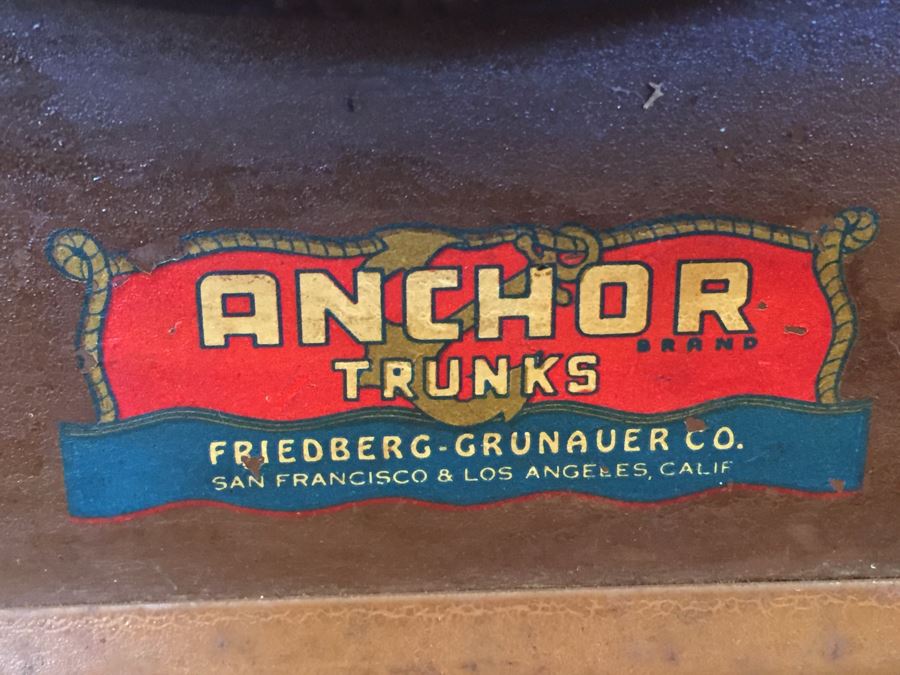 ANCHOR
BRAND
TRUNKS
FRIEDBERG-GRUNAUER CO.
SAN FRANCISCO & LOS ANGELES, CALIF